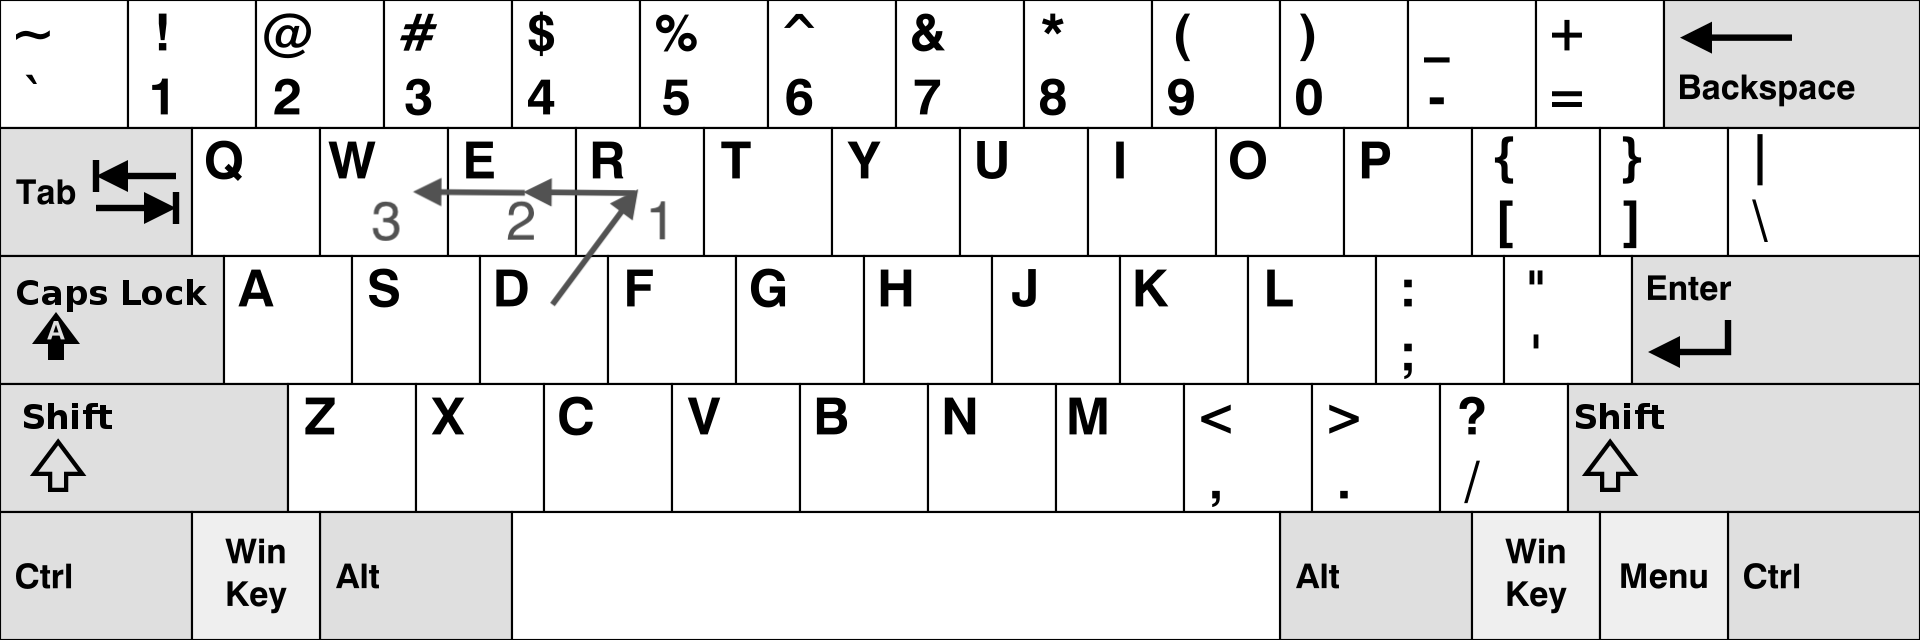 ~ ! @ # $ % ^ & * ( ) _ +
` 1 2 3 4 5 6 7 8 9 0 - = Backspace
Tab Q W E R T Y U I O P { } |
3 2 1 [ ] \
Caps Lock A S D F G H J K L : " Enter
A ; '
Shift Z X C V B N M < > ? Shift
, . /
Ctrl Win Key Alt Alt Win Key Menu Ctrl